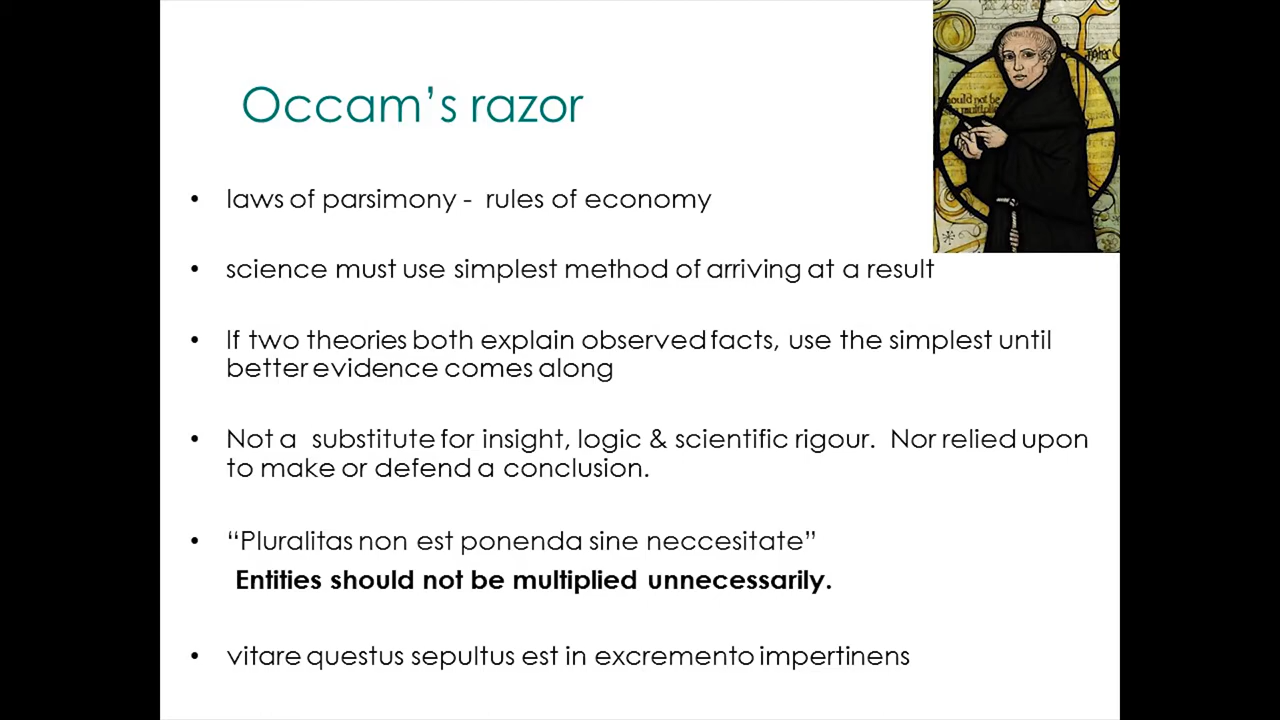 Occam's razor
• laws of parsimony - rules of economy
• science must use simplest method of arriving at a result
• If two theories both explain observed facts, use the simplest until
better evidence comes along
• Not a substitute for insight, logic & scientific rigour. Nor relied upon
to make or defend a conclusion.
• “Pluralitas non est ponenda sine neccesitate”
Entities should not be multiplied unnecessarily.
• vitare questus sepultus est in excremento impertinens
should not be